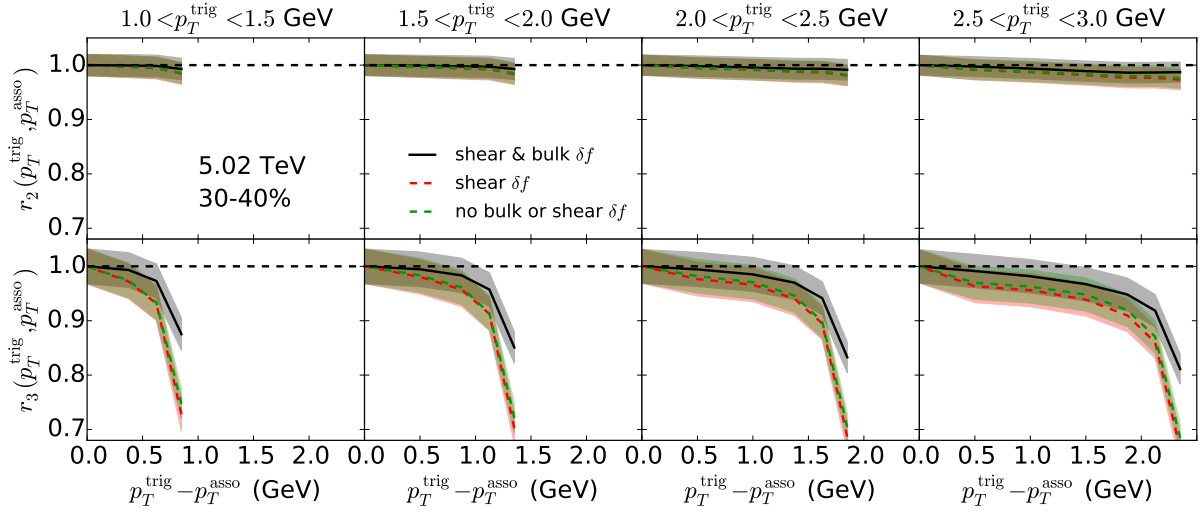 1.0 < p_T^trig < 1.5 GeV
1.5 < p_T^trig < 2.0 GeV
2.0 < p_T^trig < 2.5 GeV
2.5 < p_T^trig < 3.0 GeV
r_2(p_T^trig, p_T^asso)
1.0
0.9
0.8
0.7
5.02 TeV
30-40%
shear & bulk δf
shear δf
no bulk or shear δf
r_3(p_T^trig, p_T^asso)
1.0
0.9
0.8
0.7
0.0 0.5 1.0 1.5 2.0
0.0 0.5 1.0 1.5 2.0
0.0 0.5 1.0 1.5 2.0
0.0 0.5 1.0 1.5 2.0
p_T^trig − p_T^asso (GeV)
p_T^trig − p_T^asso (GeV)
p_T^trig − p_T^asso (GeV)
p_T^trig − p_T^asso (GeV)